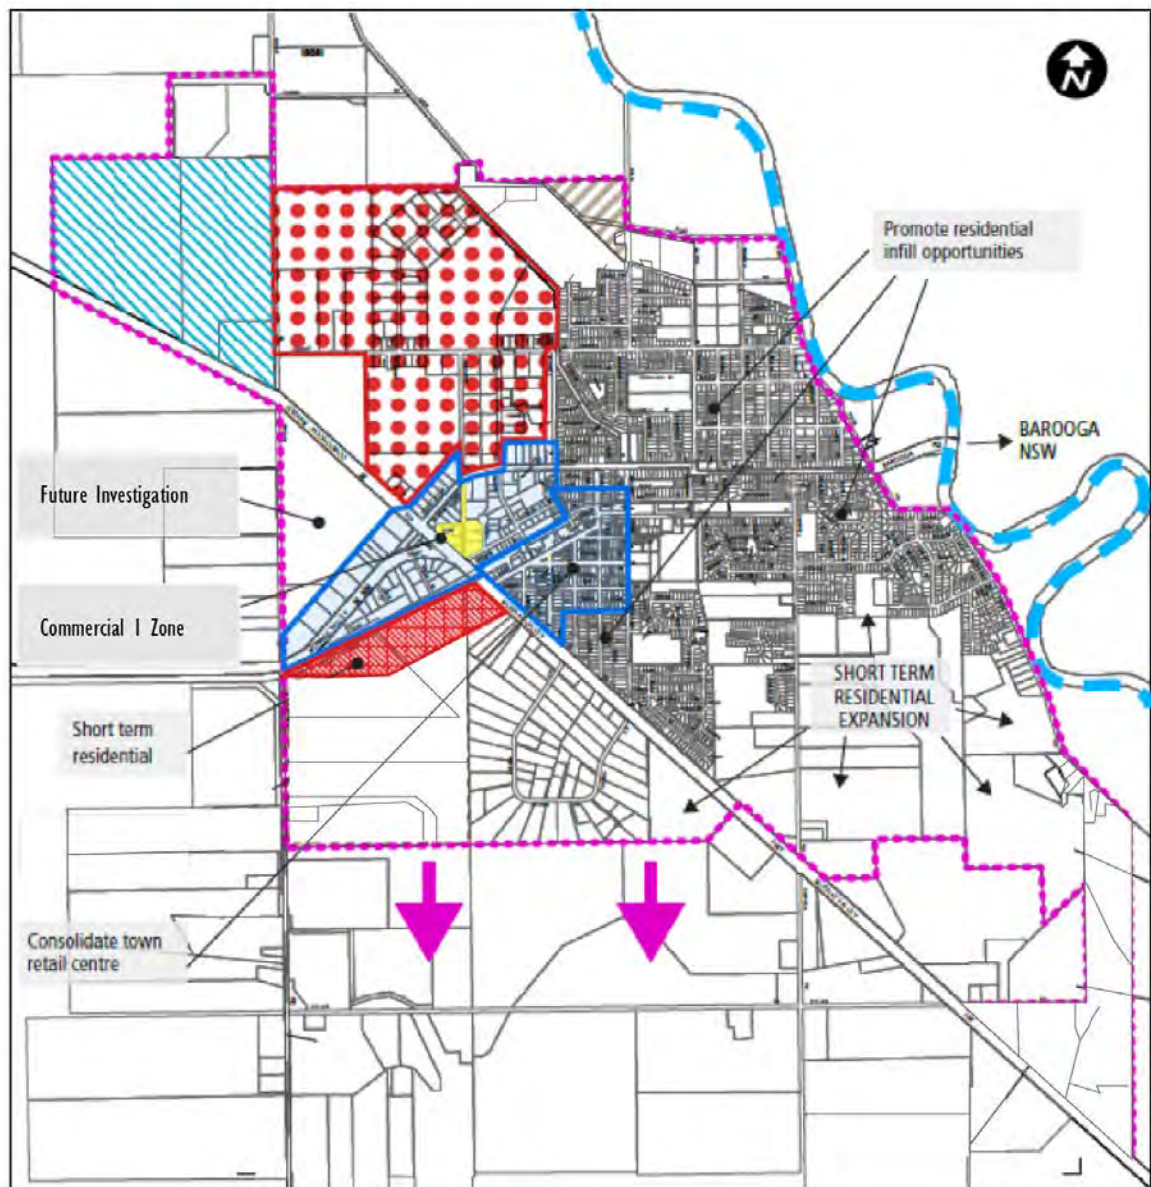 N
Promote residential
infill opportunities
BAROOGA
NSW
Future Investigation
Commercial 1 Zone
SHORT TERM
RESIDENTIAL
EXPANSION
Short term
residential
Consolidate town
retail centre